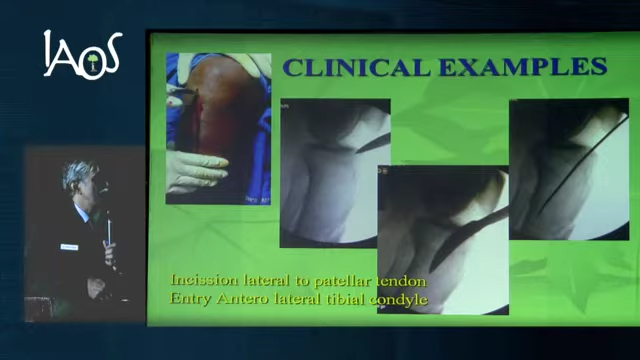 IAOS
CLINICAL EXAMPLES
Incission lateral to patellar tendon
Entry Antero lateral tibial condyle